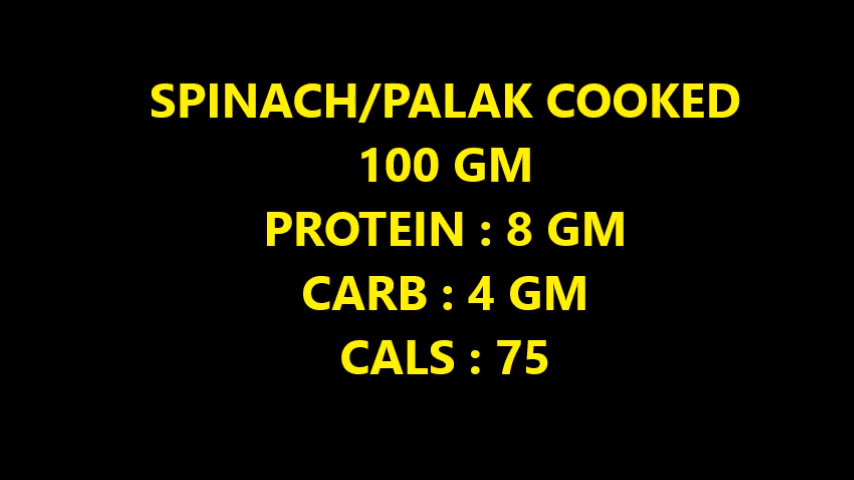 SPINACH/PALAK COOKED
100 GM
PROTEIN : 8 GM
CARB : 4 GM
CALS : 75